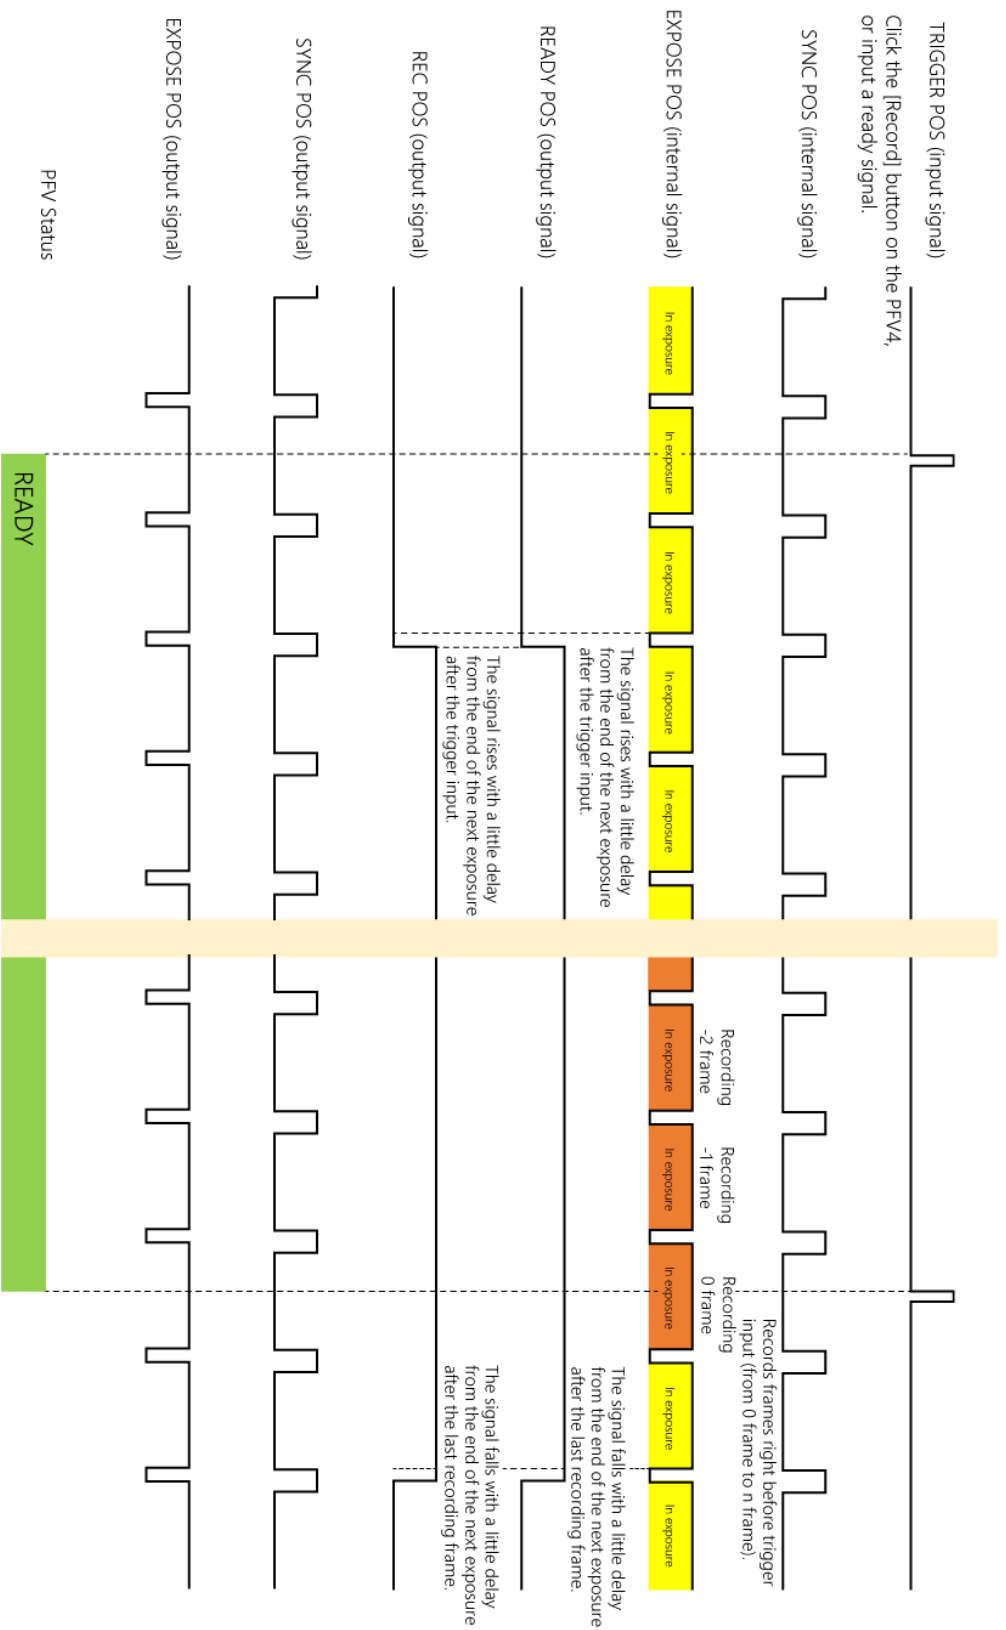 TRIGGER POS (input signal)
Click the [Record] button on the PFV4,
or input a ready signal.
SYNC POS (internal signal)
Records frames right before trigger
input (from 0 frame to n frame).
Recording
-2 frame
Recording
-1 frame
Recording
0 frame
EXPOSE POS (internal signal)
In exposure
In exposure
In exposure
In exposure
In exposure
In exposure
In exposure
In exposure
In exposure
In exposure
The signal rises with a little delay
from the end of the next exposure
after the trigger input.
The signal falls with a little delay
from the end of the next exposure
after the last recording frame.
READY POS (output signal)
The signal rises with a little delay
from the end of the next exposure
after the trigger input.
The signal falls with a little delay
from the end of the next exposure
after the last recording frame.
REC POS (output signal)
SYNC POS (output signal)
EXPOSE POS (output signal)
PFV Status
READY